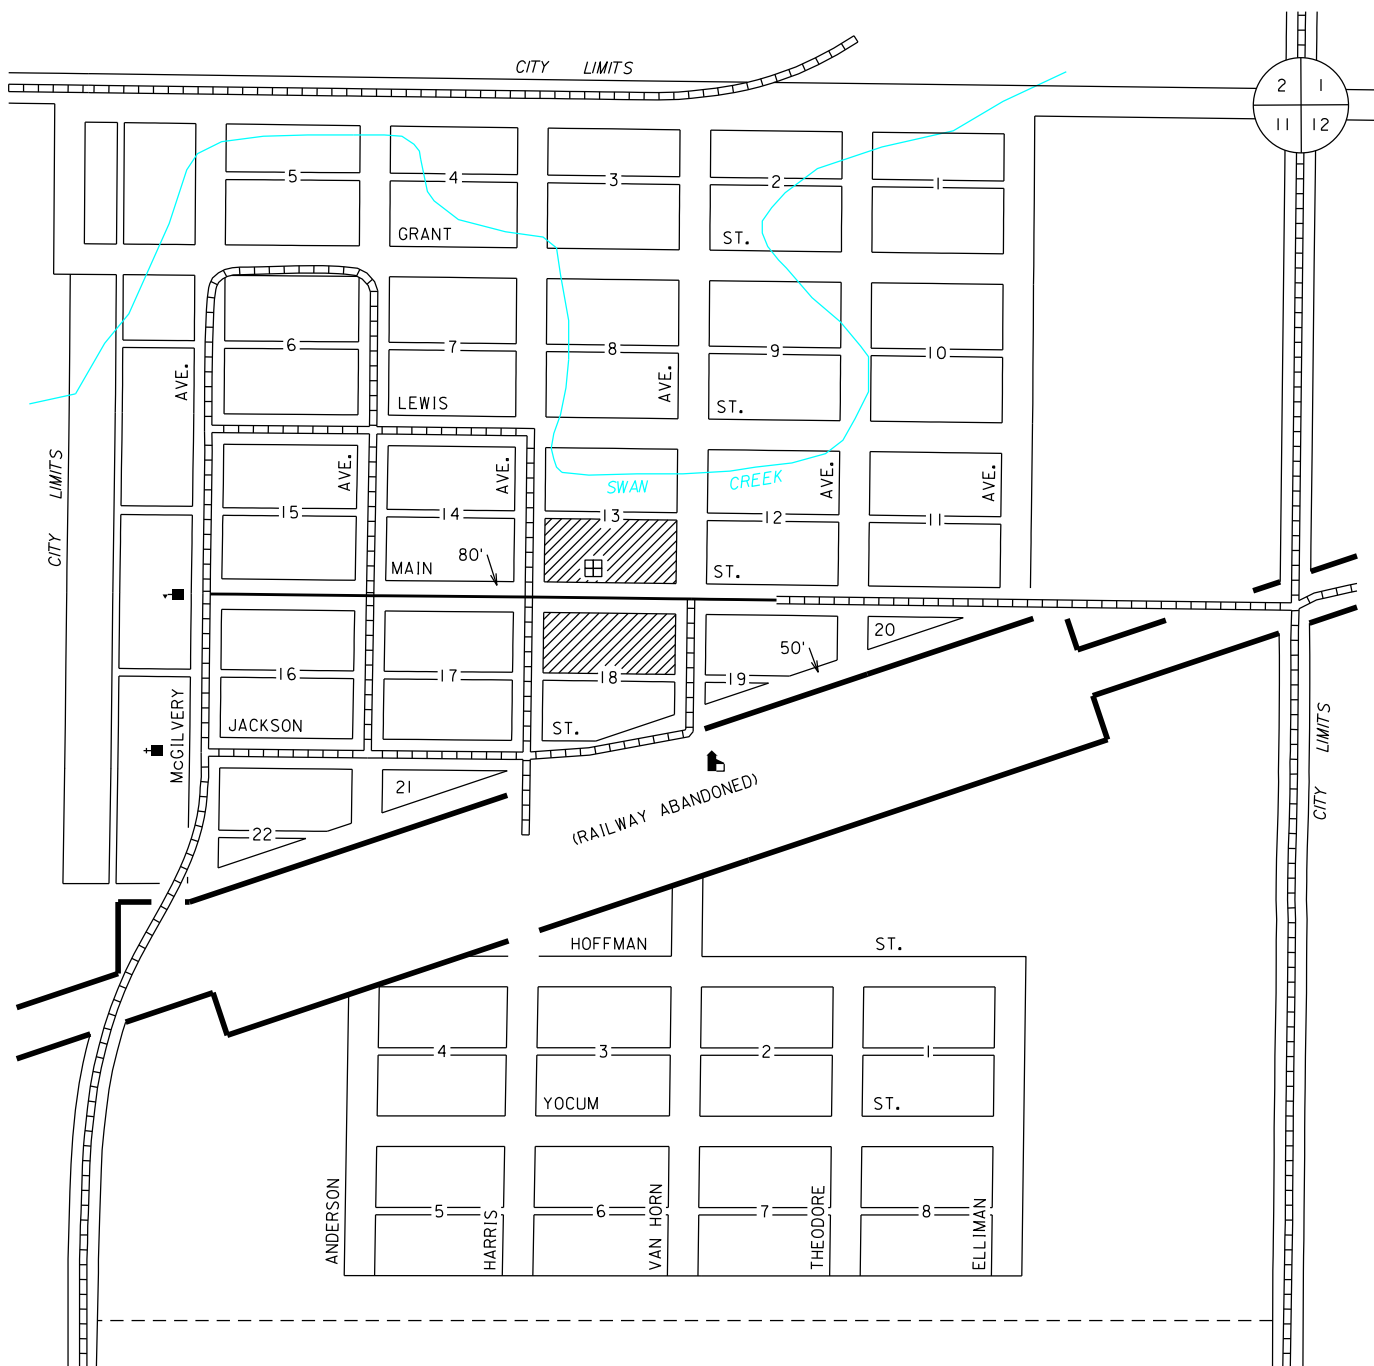 CITY LIMITS
2 1
11 12
5 4 3 2 1
GRANT ST.
6 7 8 9 10
AVE. AVE.
LEWIS ST.
CITY LIMITS
AVE. AVE. AVE. AVE.
SWAN CREEK
15 14 13 12 11
80'
MAIN ST.
20
50'
16 17 18 19
McGILVERY
JACKSON ST.
CITY LIMITS
21
22
(RAILWAY ABANDONED)
HOFFMAN ST.
4 3 2 1
YOCUM ST.
5 6 7 8
ANDERSON
HARRIS
VAN HORN
THEODORE
ELLIMAN